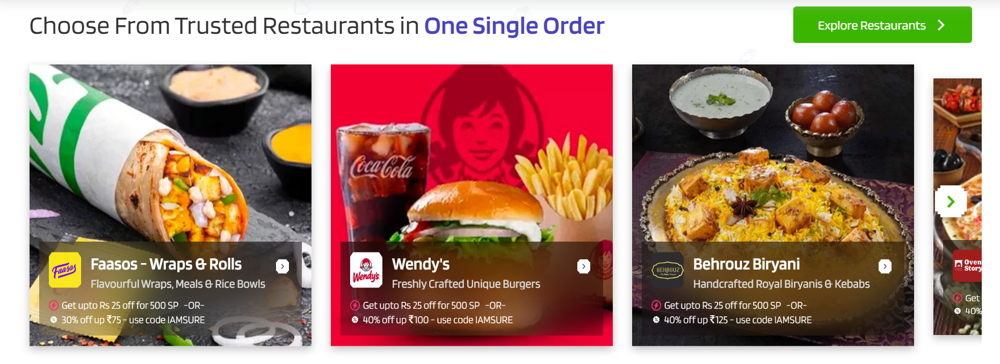 Choose From Trusted Restaurants in One Single Order
Explore Restaurants
Coca-Cola
Faasos
Faasos - Wraps & Rolls
Flavourful Wraps, Meals & Rice Bowls
Get upto Rs 25 off for 500 SP -OR-
30% off up ₹75 - use code IAMSURE
Wendy's
Wendy's
Freshly Crafted Unique Burgers
Get upto Rs 25 off for 500 SP -OR-
40% off up ₹100 - use code IAMSURE
BEHROUZ
Behrouz Biryani
Handcrafted Royal Biryanis & Kebabs
Get upto Rs 25 off for 500 SP -OR-
40% off up ₹125 - use code IAMSURE
Oven
Story
Get
40%